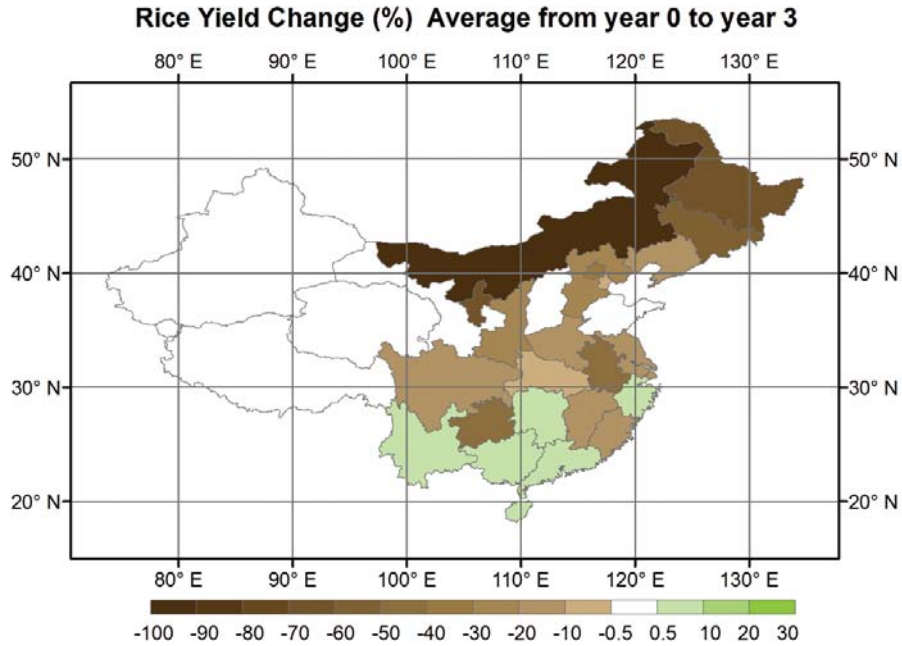 Rice Yield Change (%) Average from year 0 to year 3
80° E 90° E 100° E 110° E 120° E 130° E
50° N 50° N
40° N 40° N
30° N 30° N
20° N 20° N
80° E 90° E 100° E 110° E 120° E 130° E
-100 -90 -80 -70 -60 -50 -40 -30 -20 -10 -0.5 0.5 10 20 30